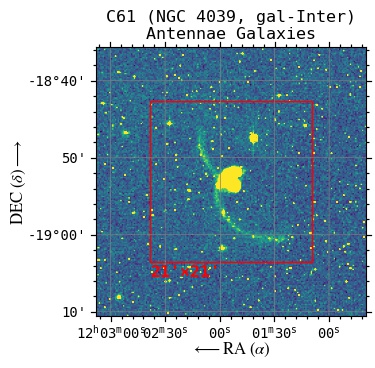 C61 (NGC 4039, gal-Inter)
Antennae Galaxies
-18°40'
50'
-19°00'
10'
DEC (δ) ⟶
21'×21'
12ʰ03ᵐ00ˢ 02ᵐ30ˢ 00ˢ 01ᵐ30ˢ 00ˢ
⟵ RA (α)